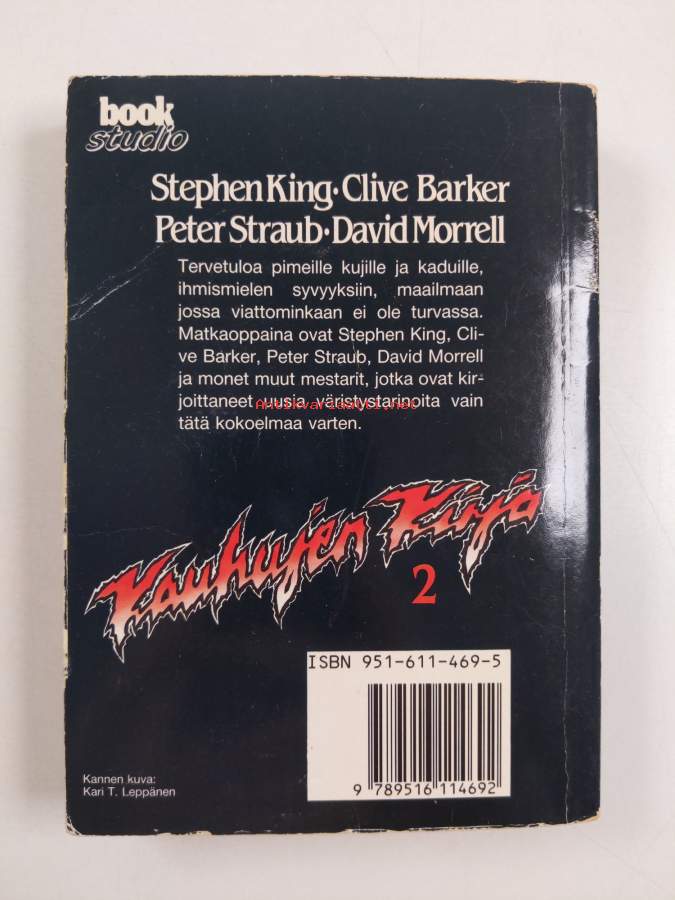 book
studio
Stephen King·Clive Barker
Peter Straub·David Morrell
Tervetuloa pimeille kujille ja kaduille,
ihmismielen syvyyksiin, maailmaan
jossa viattominkaan ei ole turvassa.
Matkaoppaina ovat Stephen King, Cli-
ve Barker, Peter Straub, David Morrell
ja monet muut mestarit, jotka ovat kir-
joittaneet uusia väristystarinoita vain
Antikvariaatti.net
tätä kokoelmaa varten.
Kauhujen Kirja
2
ISBN 951-611-469-5
9 789516 114692
Kannen kuva:
Kari T. Leppänen